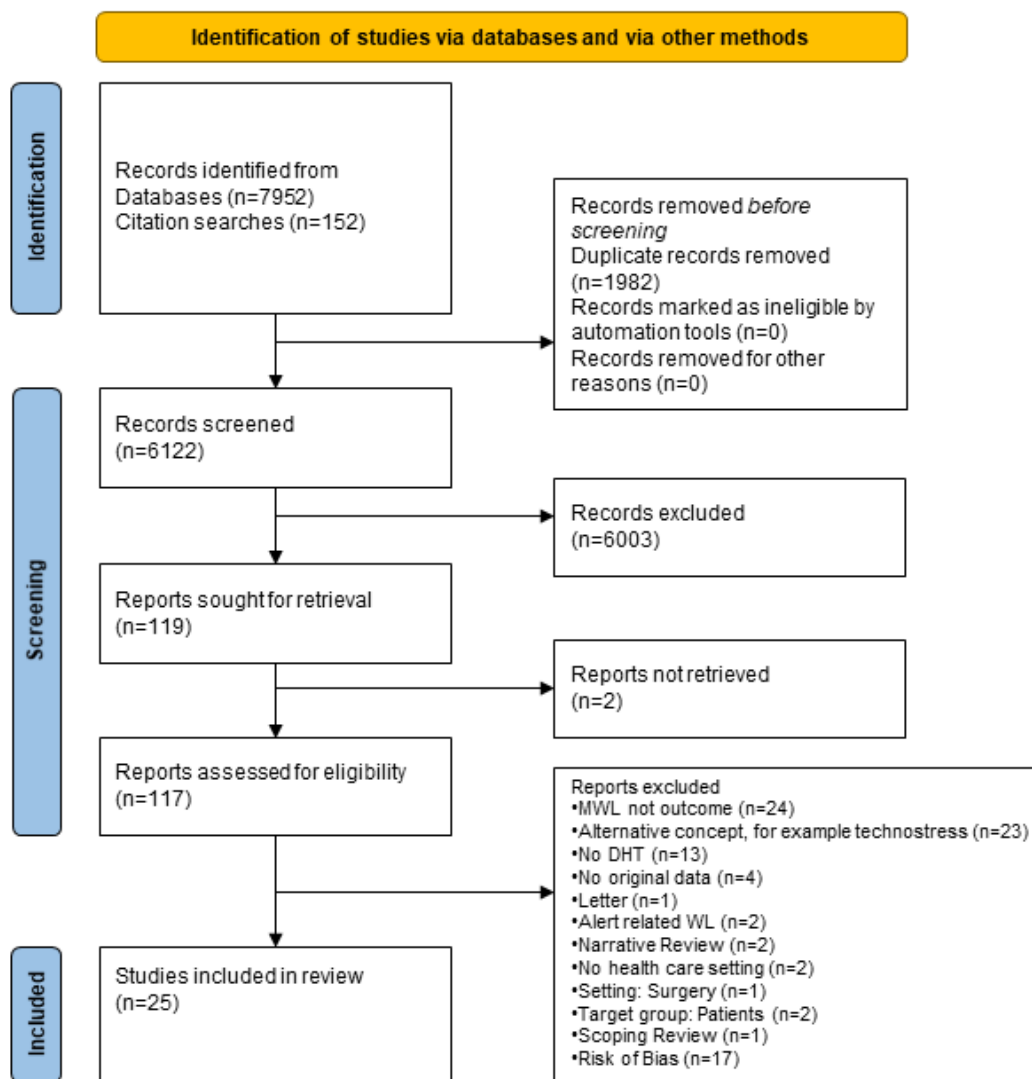 Identification of studies via databases and via other methods
Identification
Records identified from
Databases (n=7952)
Citation searches (n=152)
Records removed before
screening
Duplicate records removed
(n=1982)
Records marked as ineligible by
automation tools (n=0)
Records removed for other
reasons (n=0)
Screening
Records screened
(n=6122)
Records excluded
(n=6003)
Reports sought for retrieval
(n=119)
Reports not retrieved
(n=2)
Reports assessed for eligibility
(n=117)
Reports excluded
•MWL not outcome (n=24)
•Alternative concept, for example technostress (n=23)
•No DHT (n=13)
•No original data (n=4)
•Letter (n=1)
•Alert related WL (n=2)
•Narrative Review (n=2)
•No health care setting (n=2)
•Setting: Surgery (n=1)
•Target group: Patients (n=2)
•Scoping Review (n=1)
•Risk of Bias (n=17)
Included
Studies included in review
(n=25)